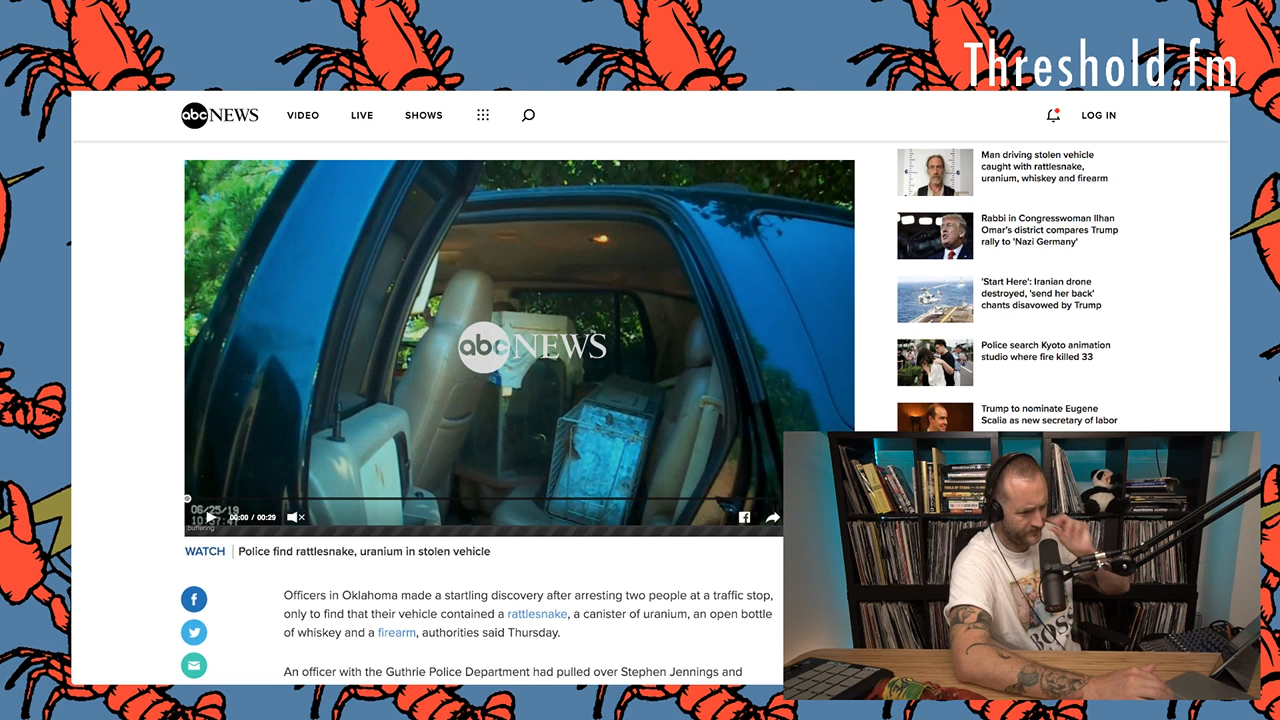 Threshold.fm
abc NEWS
VIDEO
LIVE
SHOWS
LOG IN
abc NEWS
00:00 / 00:29
buffering
WATCH
Police find rattlesnake, uranium in stolen vehicle
Officers in Oklahoma made a startling discovery after arresting two people at a traffic stop,
only to find that their vehicle contained a rattlesnake, a canister of uranium, an open bottle
of whiskey and a firearm, authorities said Thursday.
An officer with the Guthrie Police Department had pulled over Stephen Jennings and
Man driving stolen vehicle
caught with rattlesnake,
uranium, whiskey and firearm
Rabbi in Congresswoman Ilhan
Omar's district compares Trump
rally to 'Nazi Germany'
'Start Here': Iranian drone
destroyed, 'send her back'
chants disavowed by Trump
Police search Kyoto animation
studio where fire killed 33
Trump to nominate Eugene
Scalia as new secretary of labor